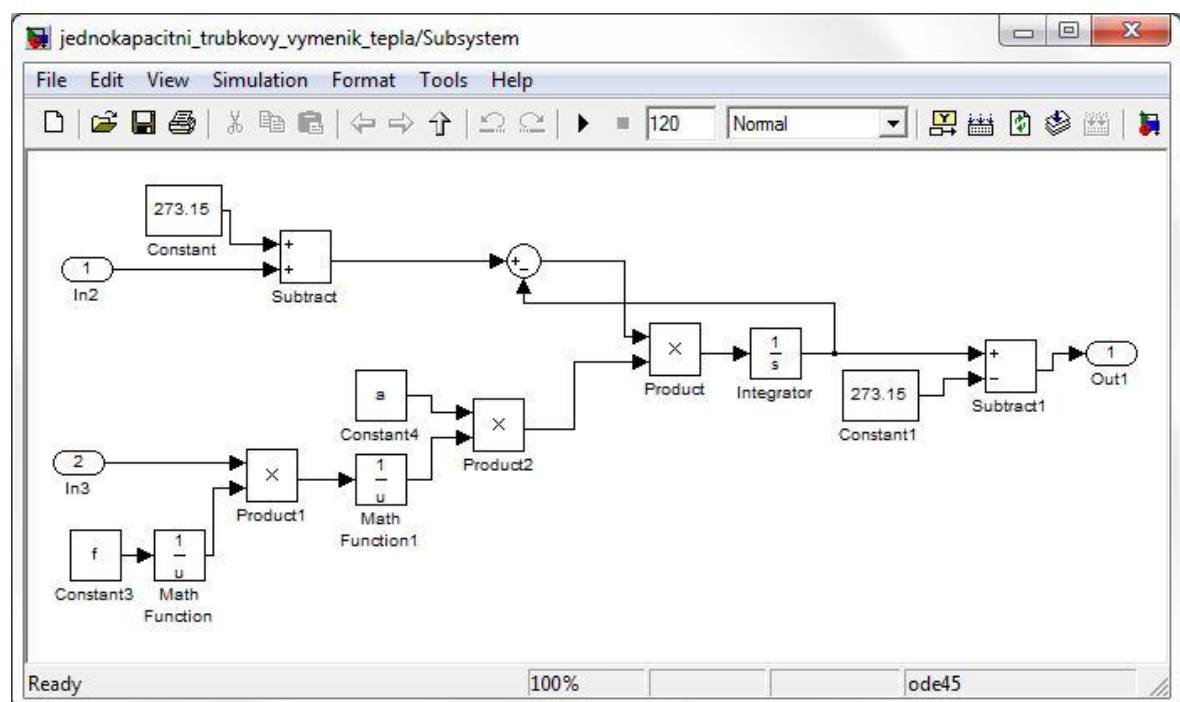 jednokapacitni_trubkovy_vymenik_tepla/Subsystem
File Edit View Simulation Format Tools Help
120 Normal
273.15
Constant
1
In2
+
+
Subtract
+
−
×
Product
1
s
Integrator
273.15
Constant1
+
−
Subtract1
1
Out1
a
Constant4
×
Product2
2
In3
×
Product1
1
u
Math
Function1
f
Constant3
1
u
Math
Function
Ready 100% ode45